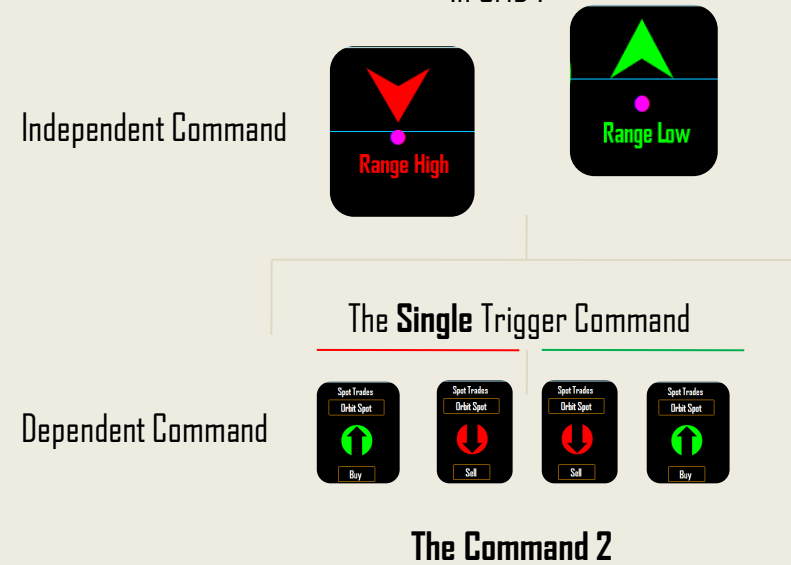 Independent Command
Range High
Range Low
The Single Trigger Command
Dependent Command
Spot Trades
Orbit Spot
Buy
Spot Trades
Orbit Spot
Sell
Spot Trades
Orbit Spot
Sell
Spot Trades
Orbit Spot
Buy
The Command 2